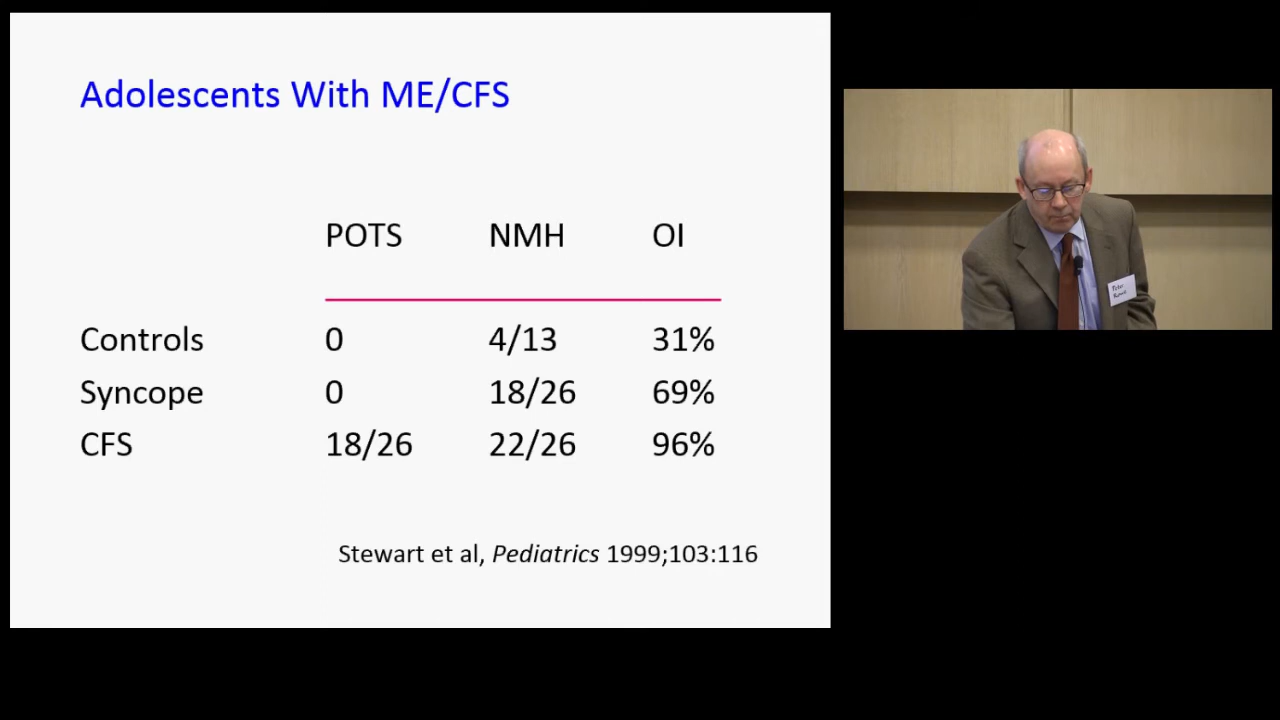 Adolescents With ME/CFS
POTS NMH OI
Controls 0 4/13 31%
Syncope 0 18/26 69%
CFS 18/26 22/26 96%
Stewart et al, Pediatrics 1999;103:116
Peter